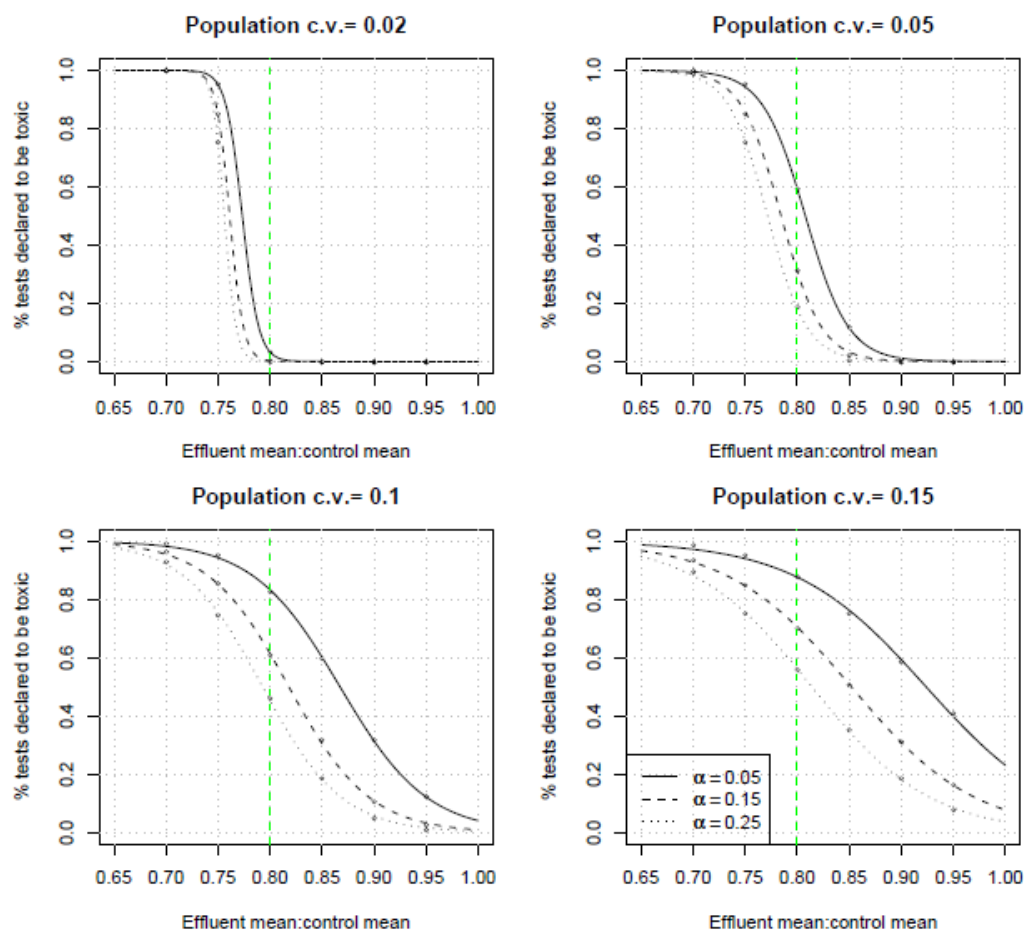 Population c.v.= 0.02
% tests declared to be toxic
1.0
0.8
0.6
0.4
0.2
0.0
0.65 0.70 0.75 0.80 0.85 0.90 0.95 1.00
Effluent mean:control mean
Population c.v.= 0.05
% tests declared to be toxic
1.0
0.8
0.6
0.4
0.2
0.0
0.65 0.70 0.75 0.80 0.85 0.90 0.95 1.00
Effluent mean:control mean
Population c.v.= 0.1
% tests declared to be toxic
1.0
0.8
0.6
0.4
0.2
0.0
0.65 0.70 0.75 0.80 0.85 0.90 0.95 1.00
Effluent mean:control mean
Population c.v.= 0.15
% tests declared to be toxic
1.0
0.8
0.6
0.4
0.2
0.0
α = 0.05
α = 0.15
α = 0.25
0.65 0.70 0.75 0.80 0.85 0.90 0.95 1.00
Effluent mean:control mean